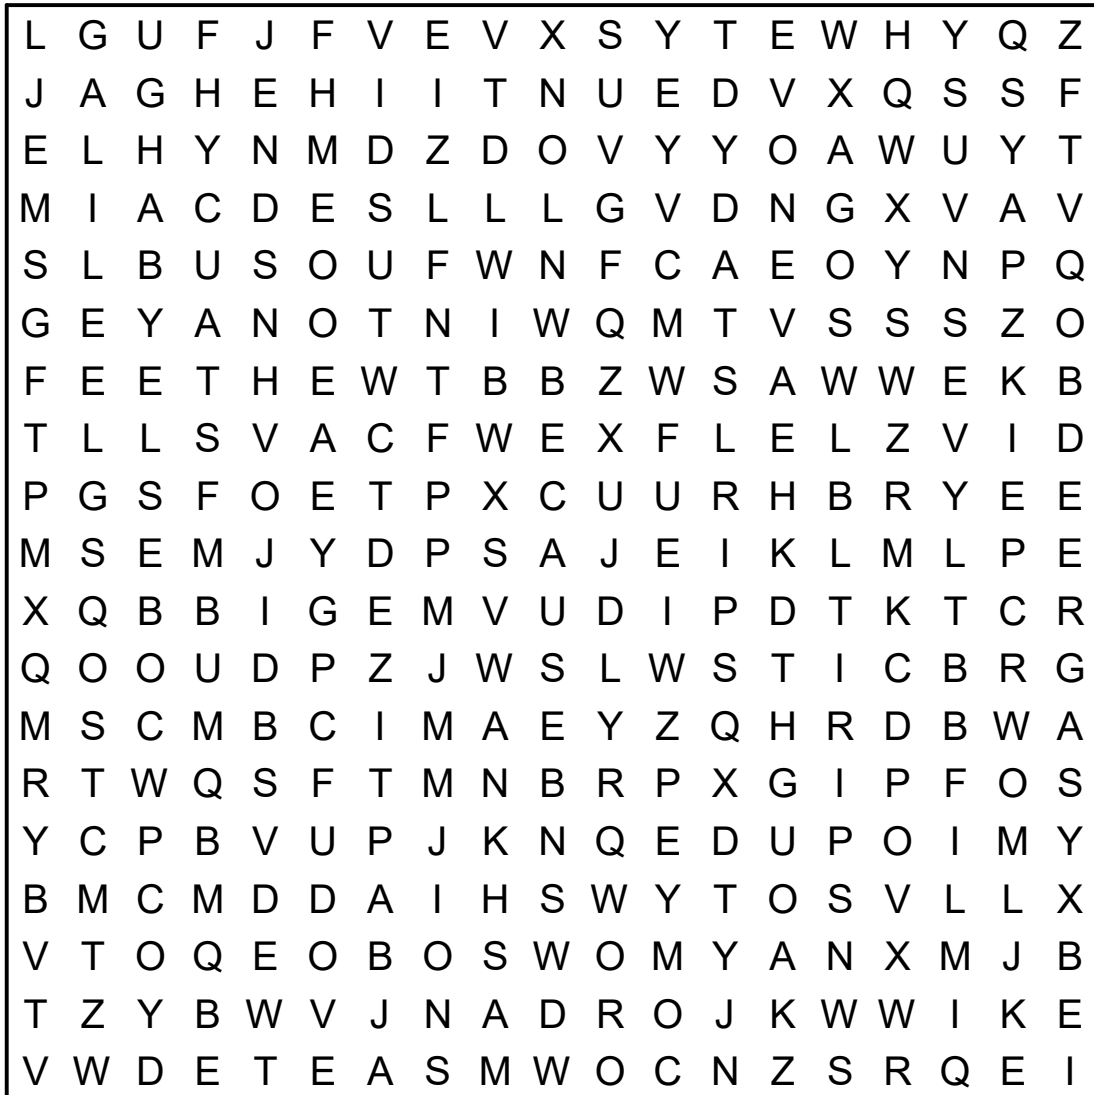 L G U F J F V E V X S Y T E W H Y Q Z
J A G H E H I I T N U E D V X Q S S F
E L H Y N M D Z D O V Y Y O A W U Y T
M I A C D E S L L L G V D N G X V A V
S L B U S O U F W N F C A E O Y N P Q
G E Y A N O T N I W Q M T V S S S Z O
F E E T H E W T B B Z W S A W W E K B
T L L S V A C F W E X F L E L Z V I D
P G S F O E T P X C U U R H B R Y E E
M S E M J Y D P S A J E I K L M L P E
X Q B B I G E M V U D I P D T K T C R
Q O O U D P Z J W S L W S T I C B R G
M S C M B C I M A E Y Z Q H R D B W A
R T W Q S F T M N B R P X G I P F O S
Y C P B V U P J K N Q E D U P O I M Y
B M C M D D A I H S W Y T O S V L L X
V T O Q E O B O S W O M Y A N X M J B
T Z Y B W V J N A D R O J K W W I K E
V W D E T E A S M W O C N Z S R Q E I